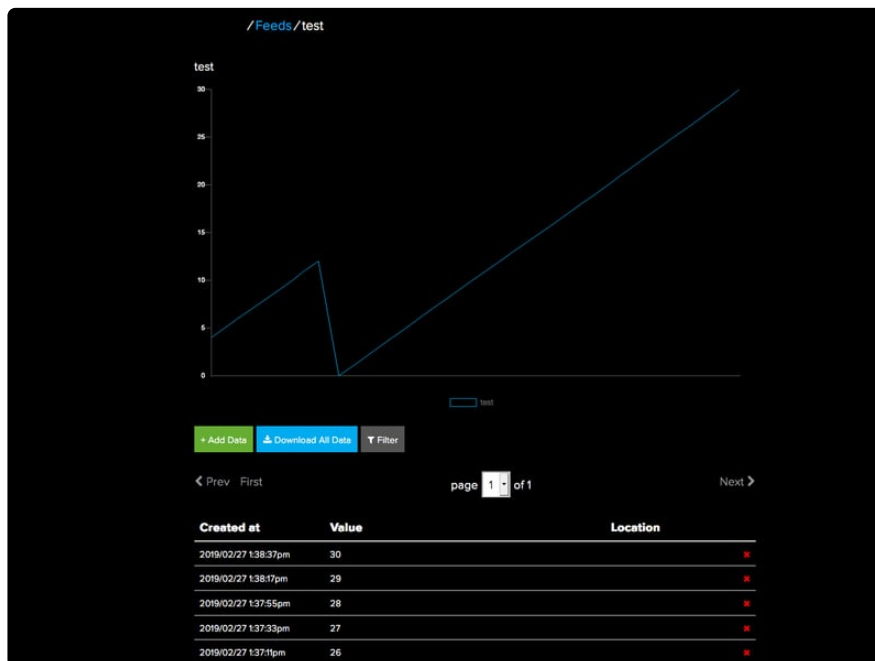 /Feeds/test
test
30
25
20
15
10
5
0
test
+ Add Data Download All Data Filter
Prev First page 1 of 1 Next
Created at Value Location
2019/02/27 1:38:37pm 30
2019/02/27 1:38:17pm 29
2019/02/27 1:37:55pm 28
2019/02/27 1:37:33pm 27
2019/02/27 1:37:11pm 26